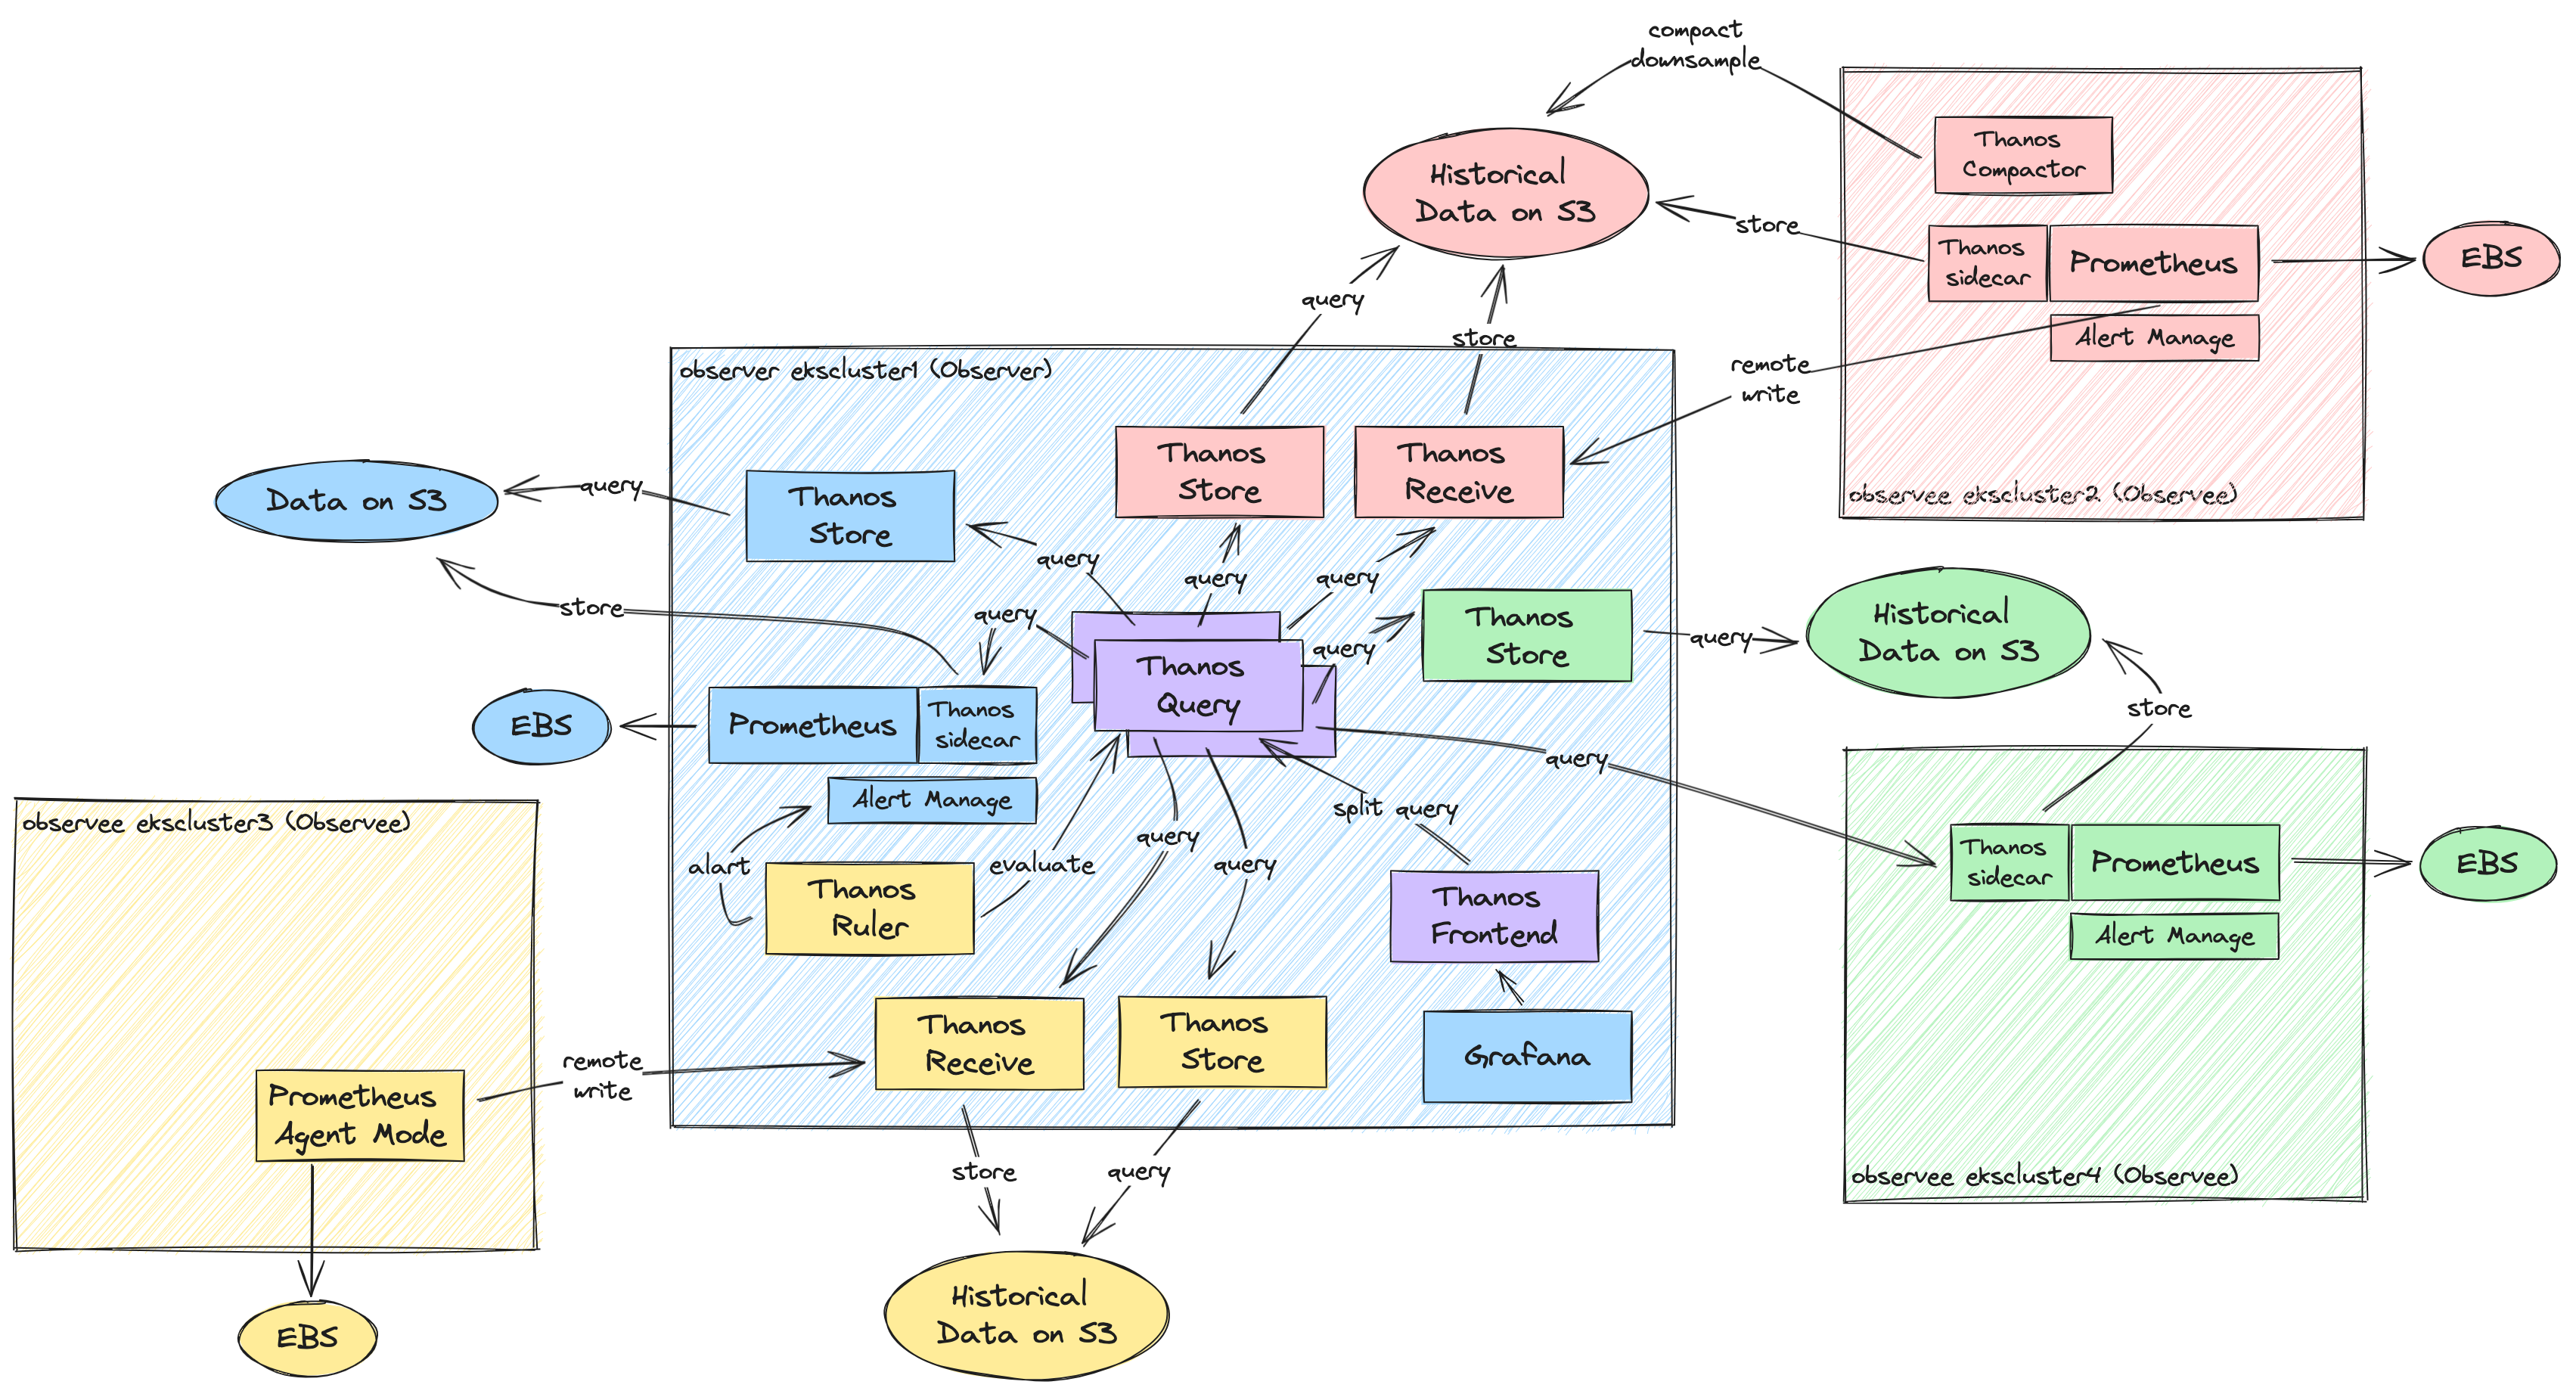 compact
downsample
Historical
Data on S3
Thanos
Compactor
store
Thanos
sidecar
Prometheus
EBS
Alert Manage
remote
write
observee ekscluster2 (Observee)
query
store
observer ekscluster1 (Observer)
Thanos
Store
Thanos
Receive
Data on S3
query
Thanos
Store
query
query
query
store
query
query
Thanos
Store
query
Historical
Data on S3
store
EBS
Prometheus
Thanos
sidecar
Thanos
Query
query
Alert Manage
split query
alart
evaluate
query
query
Thanos
Ruler
Thanos
Frontend
Thanos
sidecar
Prometheus
EBS
Alert Manage
observee ekscluster4 (Observee)
observee ekscluster3 (Observee)
Prometheus
Agent Mode
remote
write
Thanos
Receive
Thanos
Store
Grafana
store
query
EBS
Historical
Data on S3